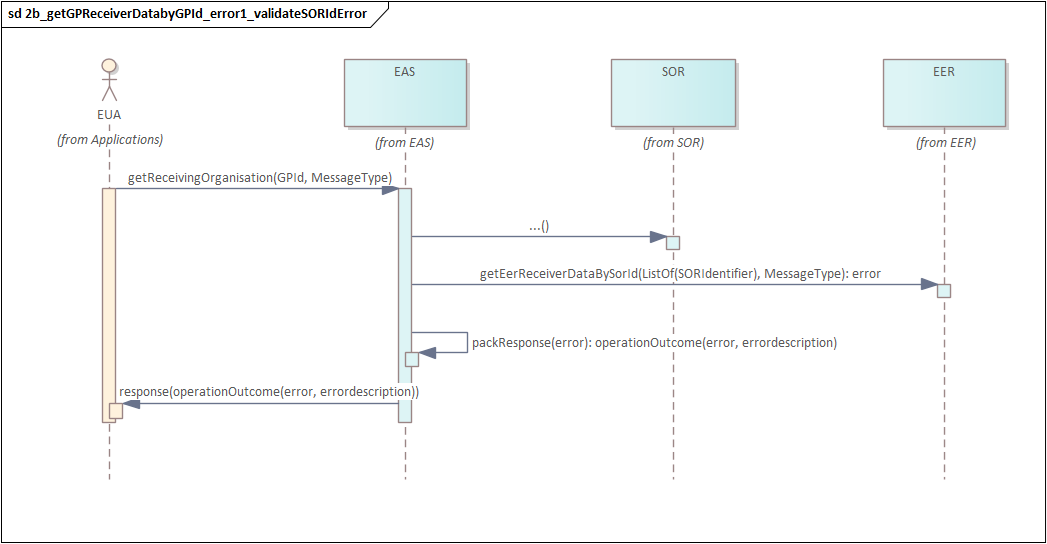 sd 2b_getGPReceiverDatabyGPId_error1_validateSORIdError
EAS
SOR
EER
EUA
(from Applications)
(from EAS)
(from SOR)
(from EER)
getReceivingOrganisation(GPId, MessageType)
...()
getEerReceiverDataBySorId(ListOf(SORIdentifier), MessageType): error
packResponse(error): operationOutcome(error, errordescription)
response(operationOutcome(error, errordescription))